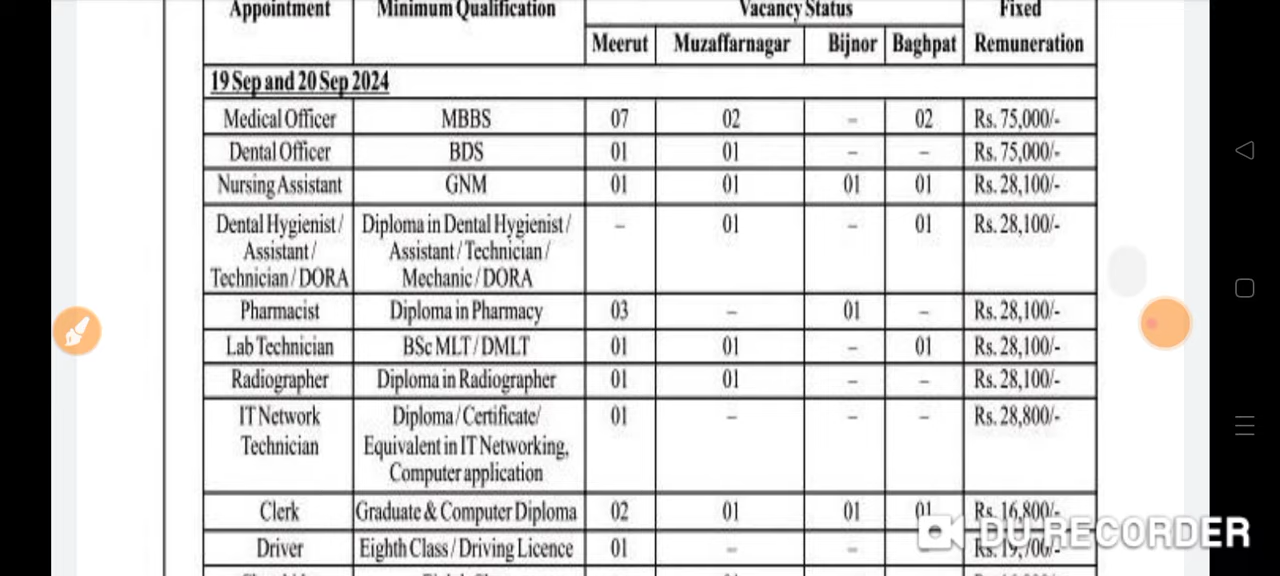 Appointment Minimum Qualification Vacancy Status Fixed
Meerut Muzaffarnagar Bijnor Baghpat Remuneration
19 Sep and 20 Sep 2024
Medical Officer MBBS 07 02 – 02 Rs. 75,000/-
Dental Officer BDS 01 01 – – Rs. 75,000/-
Nursing Assistant GNM 01 01 01 01 Rs. 28,100/-
Dental Hygienist / Diploma in Dental Hygienist / – 01 – 01 Rs. 28,100/-
Assistant / Assistant / Technician /
Technician / DORA Mechanic / DORA
Pharmacist Diploma in Pharmacy 03 – 01 – Rs. 28,100/-
Lab Technician BSc MLT / DMLT 01 01 – 01 Rs. 28,100/-
Radiographer Diploma in Radiographer 01 01 – – Rs. 28,100/-
IT Network Diploma / Certificate/ 01 – – – Rs. 28,800/-
Technician Equivalent in IT Networking,
Computer application
Clerk Graduate & Computer Diploma 02 01 01 01 Rs. 16,800/-
DU RECORDER
Driver Eighth Class / Driving Licence 01 – – – Rs. 19,700/-